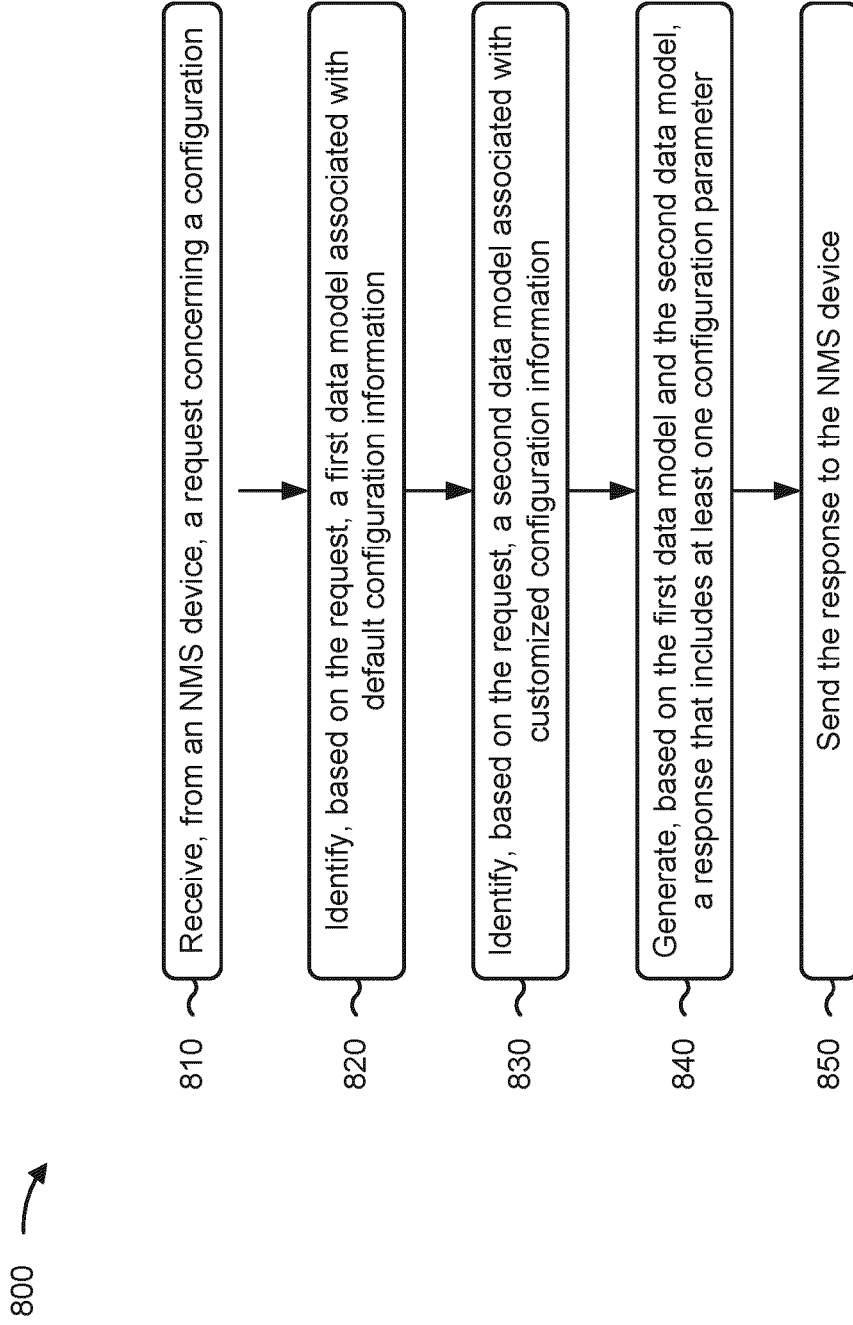 800
810
Receive, from an NMS device, a request concerning a configuration
820
Identify, based on the request, a first data model associated with
default configuration information
830
Identify, based on the request, a second data model associated with
customized configuration information
840
Generate, based on the first data model and the second data model,
a response that includes at least one configuration parameter
850
Send the response to the NMS device